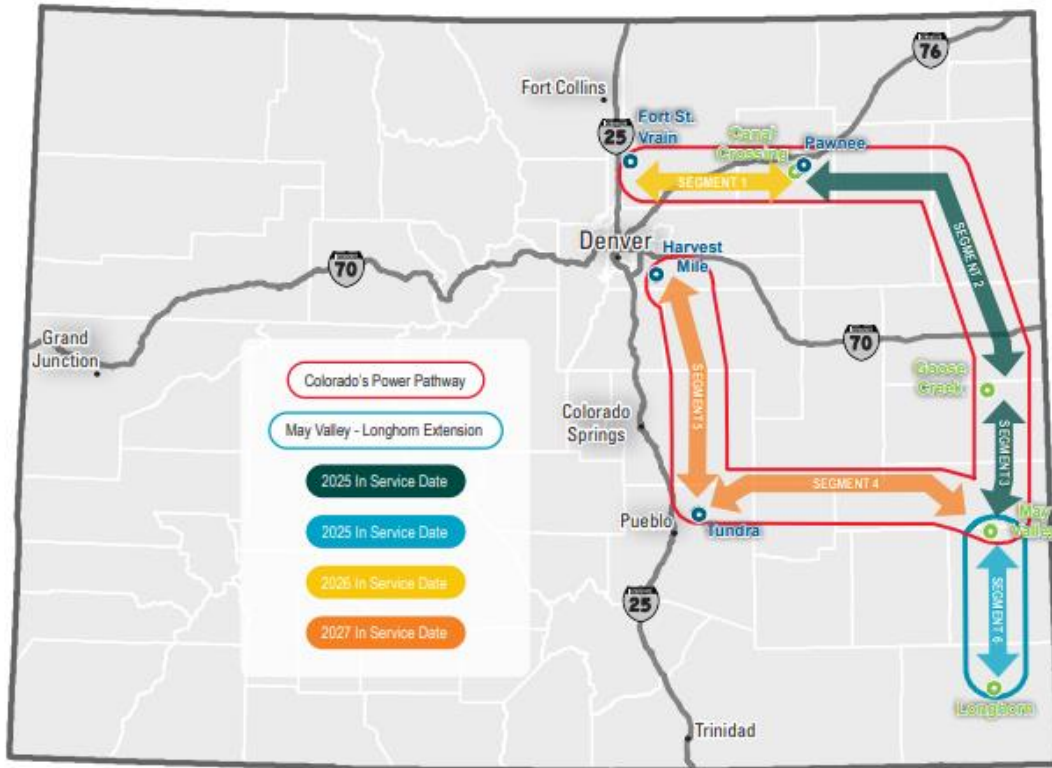 76
Fort Collins
25
Fort St.
Vrain
Canal
Crossing
Pawnee
SEGMENT 1
Denver
Harvest
Mile
SEGMENT 2
70
70
Grand
Junction
Goose
Creek
SEGMENT 5
SEGMENT 3
Colorado
Springs
SEGMENT 4
Pueblo
Tundra
May
Valley
Colorado's Power Pathway
May Valley - Longhorn Extension
2025 In Service Date
2025 In Service Date
2026 In Service Date
2027 In Service Date
SEGMENT 6
25
Longhorn
Trinidad